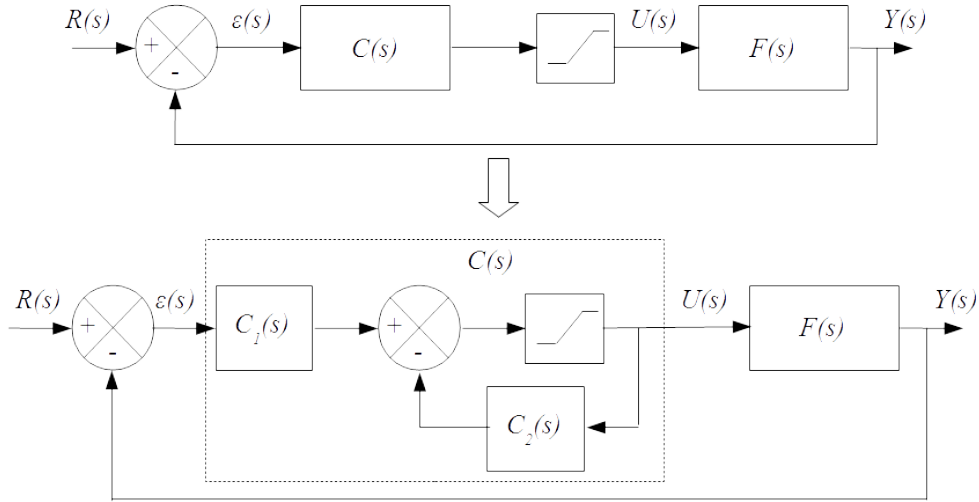 R(s) ε(s) C(s) U(s) F(s) Y(s)
+
-
C(s)
R(s) ε(s) C₁(s) U(s) F(s) Y(s)
+ +
- -
C₂(s)